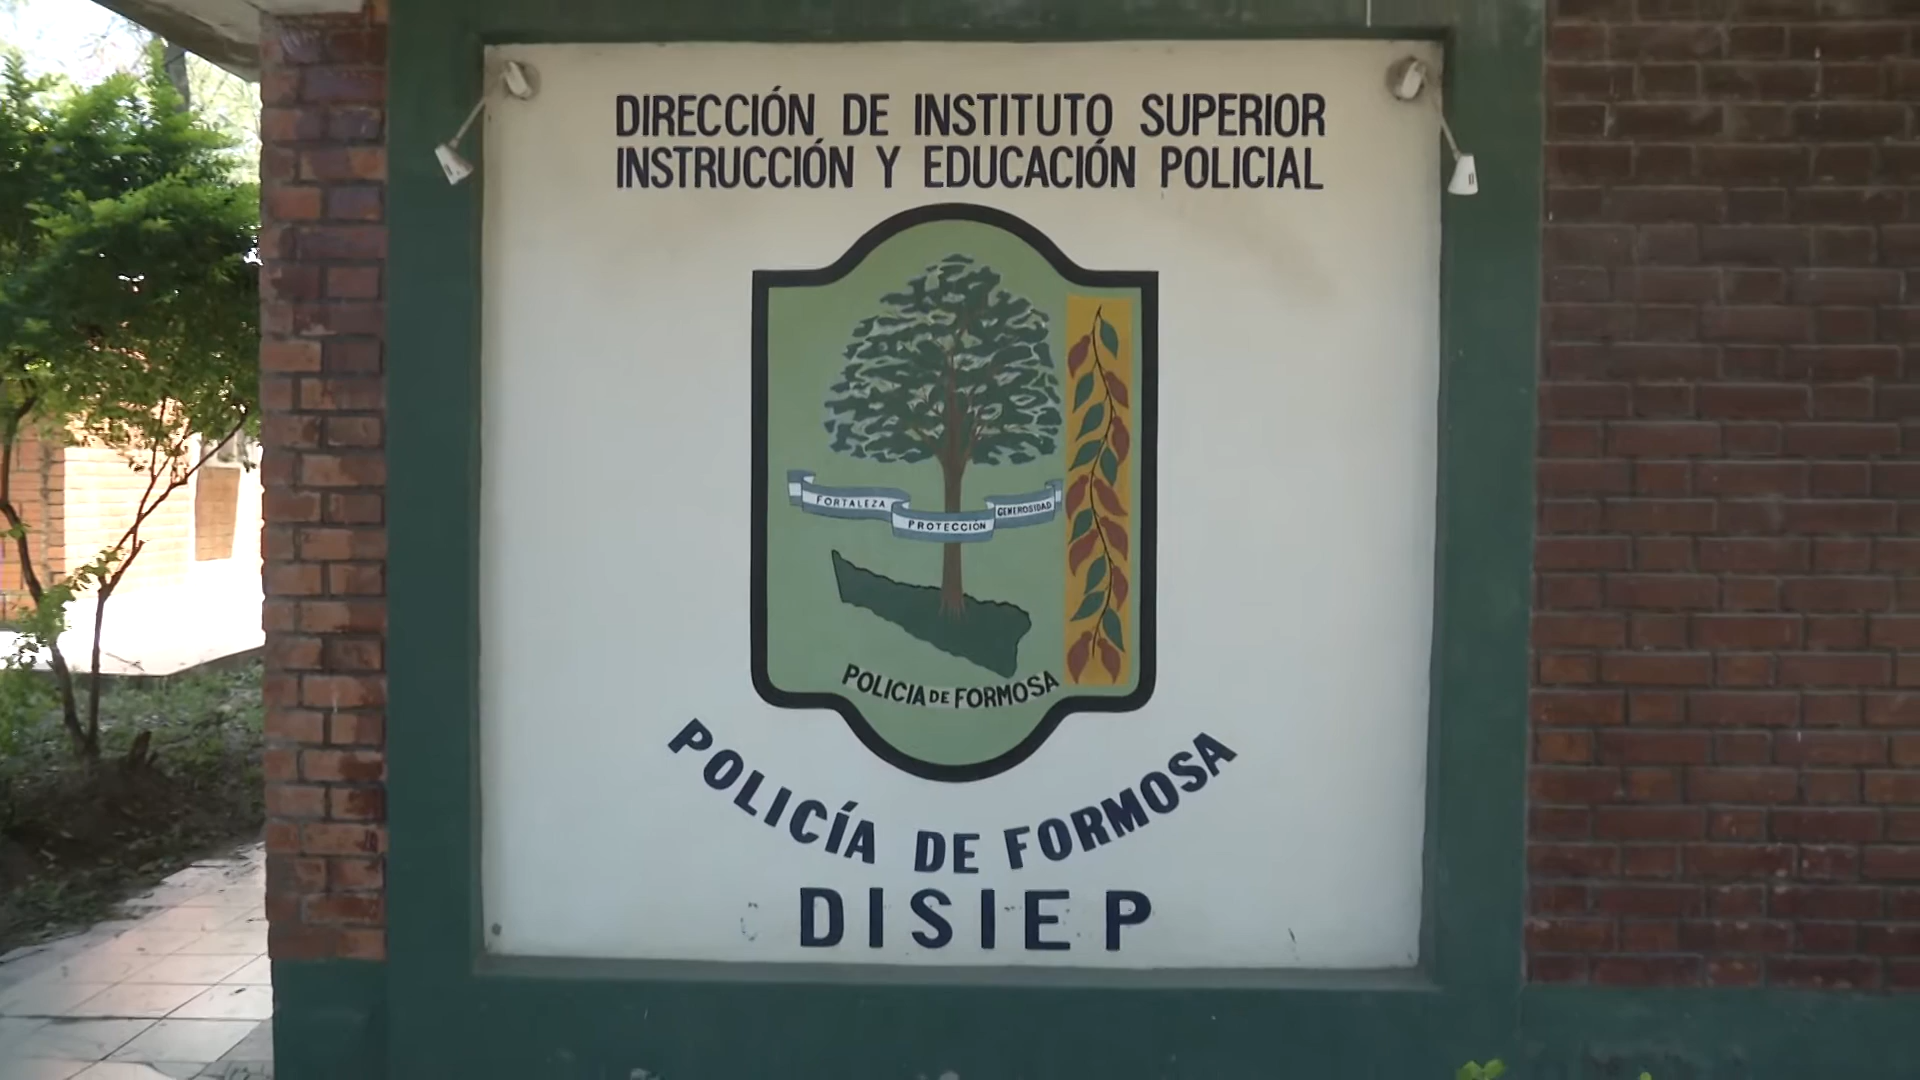 DIRECCIÓN DE INSTITUTO SUPERIOR
INSTRUCCIÓN Y EDUCACIÓN POLICIAL
FORTALEZA
PROTECCIÓN
GENEROSIDAD
POLICIA DE FORMOSA
POLICÍA DE FORMOSA
DISIEP